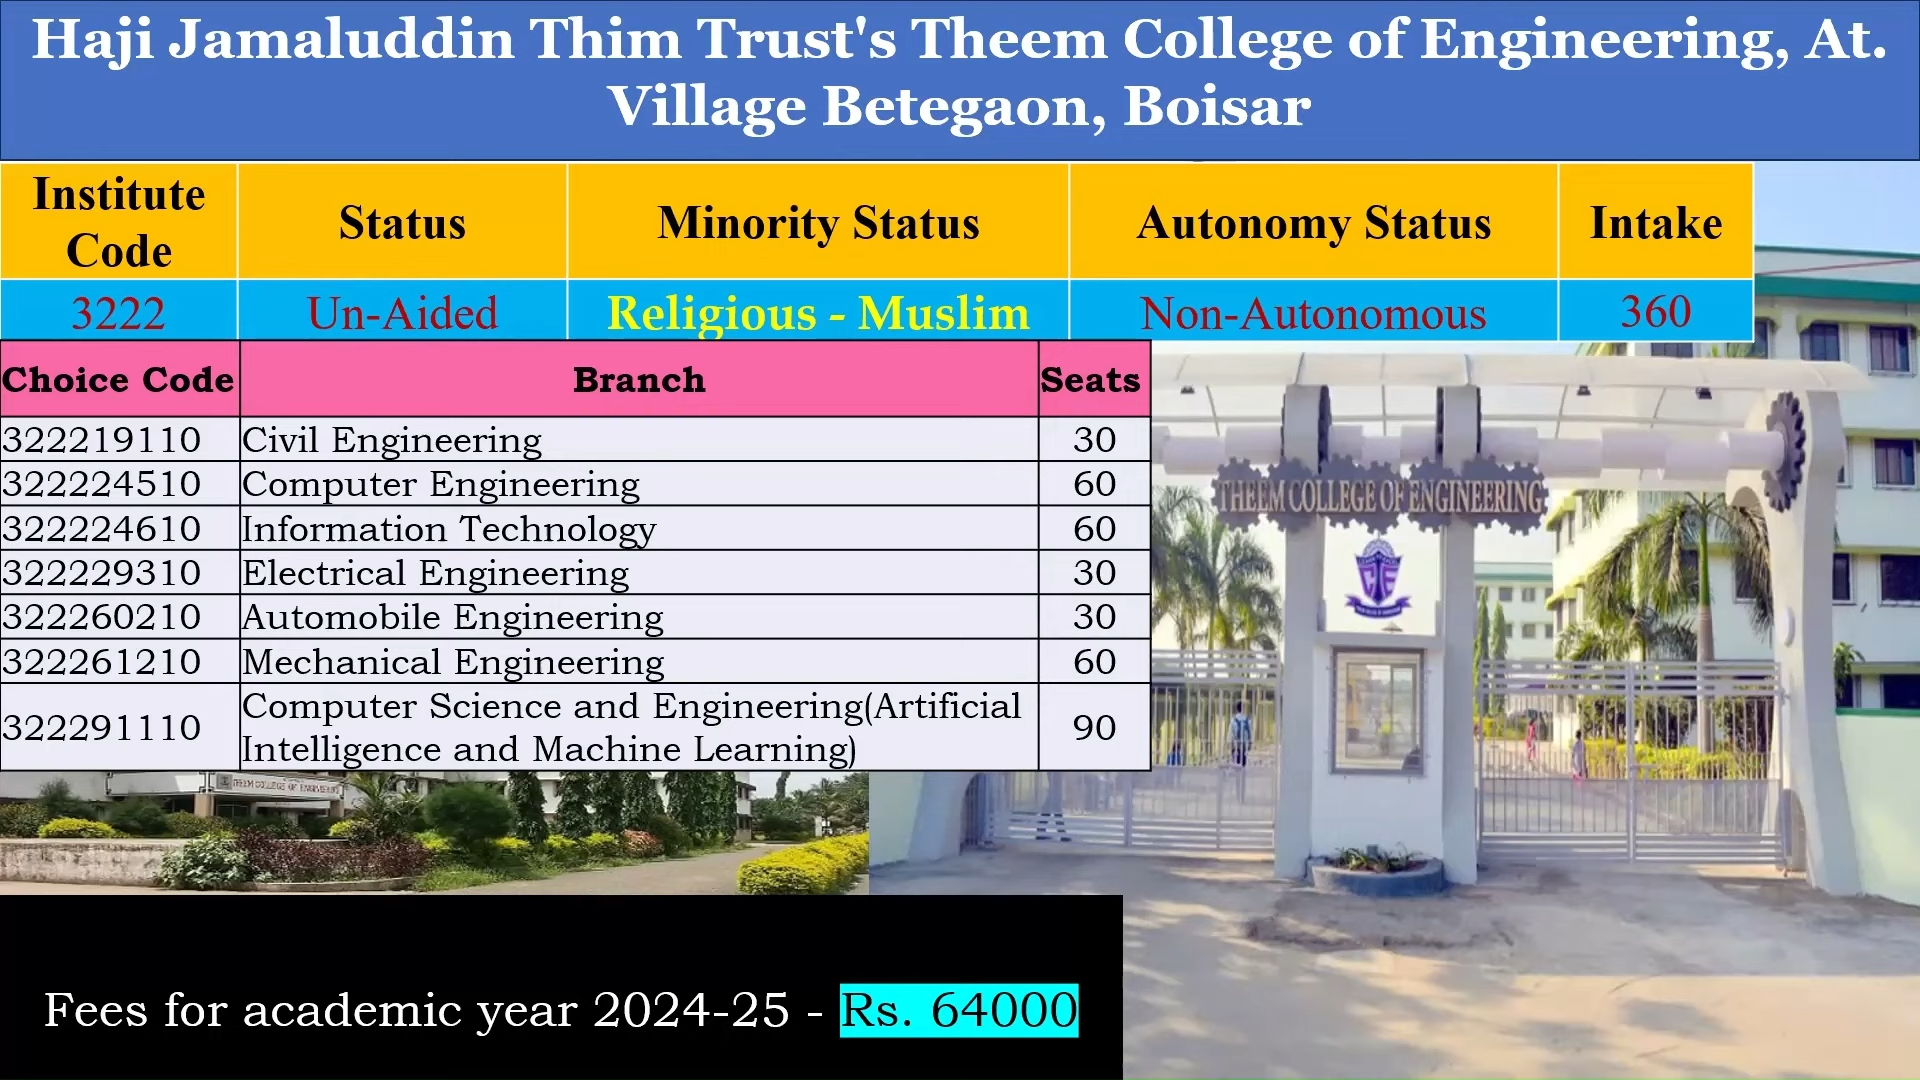 Haji Jamaluddin Thim Trust's Theem College of Engineering, At.
Village Betegaon, Boisar
Institute Code Status Minority Status Autonomy Status Intake
3222 Un-Aided Religious - Muslim Non-Autonomous 360
Choice Code Branch Seats
322219110 Civil Engineering 30
322224510 Computer Engineering 60
322224610 Information Technology 60
322229310 Electrical Engineering 30
322260210 Automobile Engineering 30
322261210 Mechanical Engineering 60
322291110 Computer Science and Engineering(Artificial
Intelligence and Machine Learning) 90
THEEM COLLEGE OF ENGINEERING
THEEM COLLEGE OF ENGINEERING
Fees for academic year 2024-25 - Rs. 64000